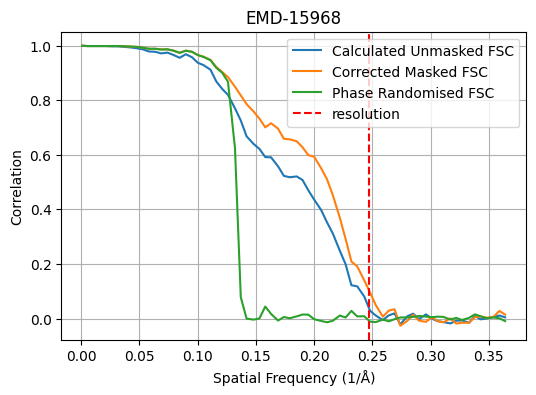 EMD-15968
Calculated Unmasked FSC
Corrected Masked FSC
Phase Randomised FSC
resolution
Correlation
1.0
0.8
0.6
0.4
0.2
0.0
0.00 0.05 0.10 0.15 0.20 0.25 0.30 0.35
Spatial Frequency (1/Å)